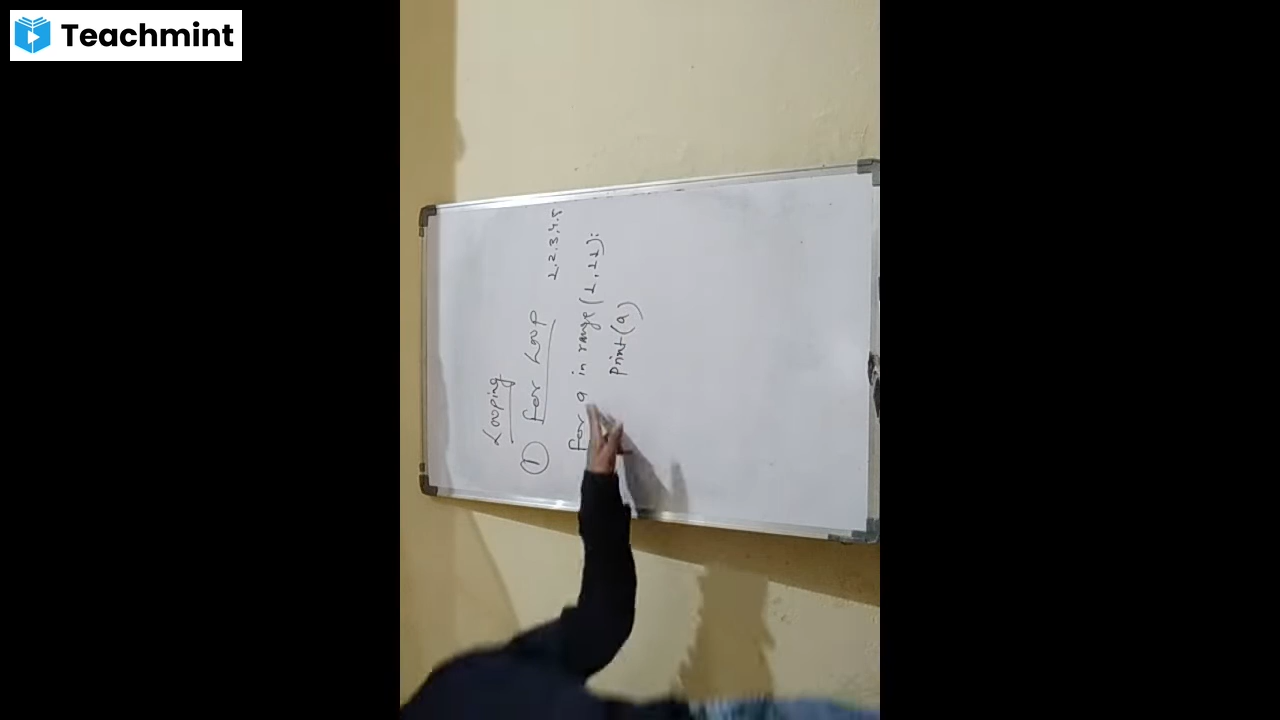 Teachmint
Looping
① for Loop
1,2,3,4,5
for a in range(1,11):
print(a)